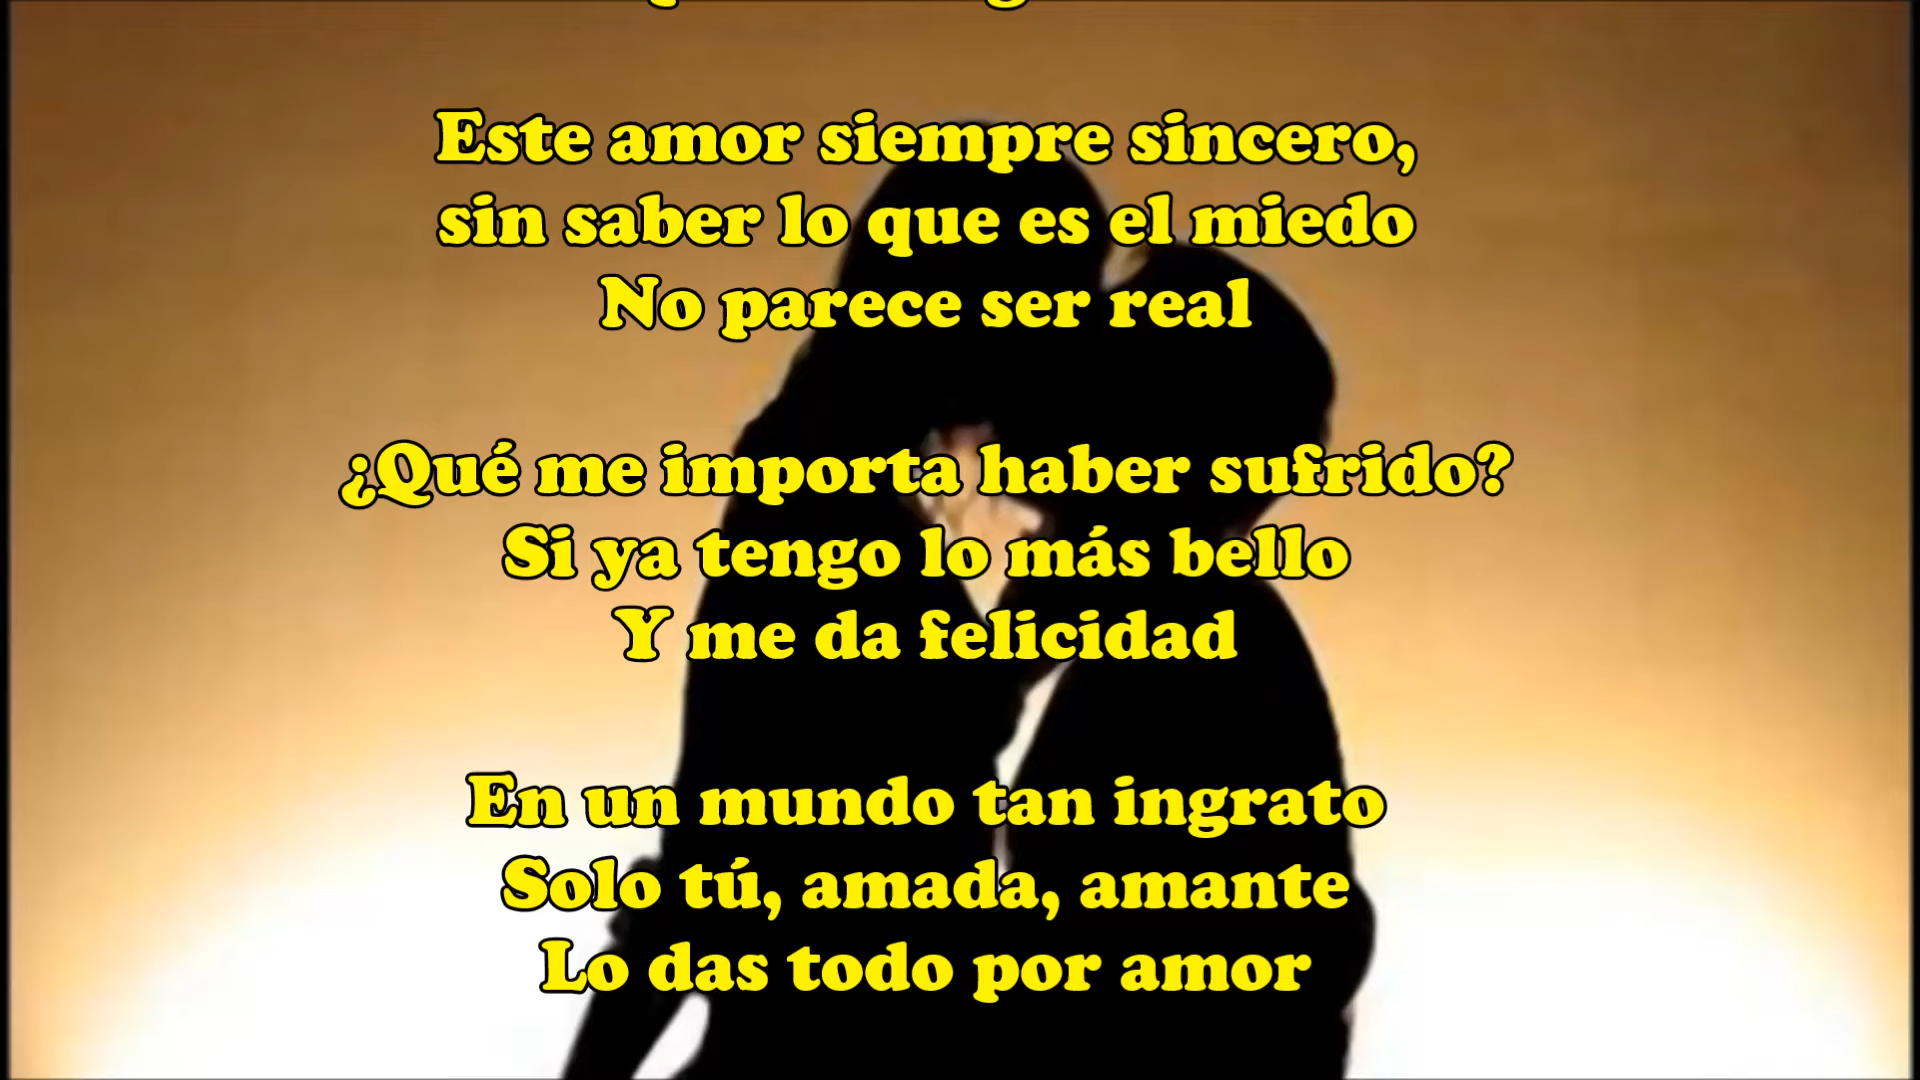 Este amor siempre sincero,
sin saber lo que es el miedo
No parece ser real
¿Qué me importa haber sufrido?
Si ya tengo lo más bello
Y me da felicidad
En un mundo tan ingrato
Solo tú, amada, amante
Lo das todo por amor